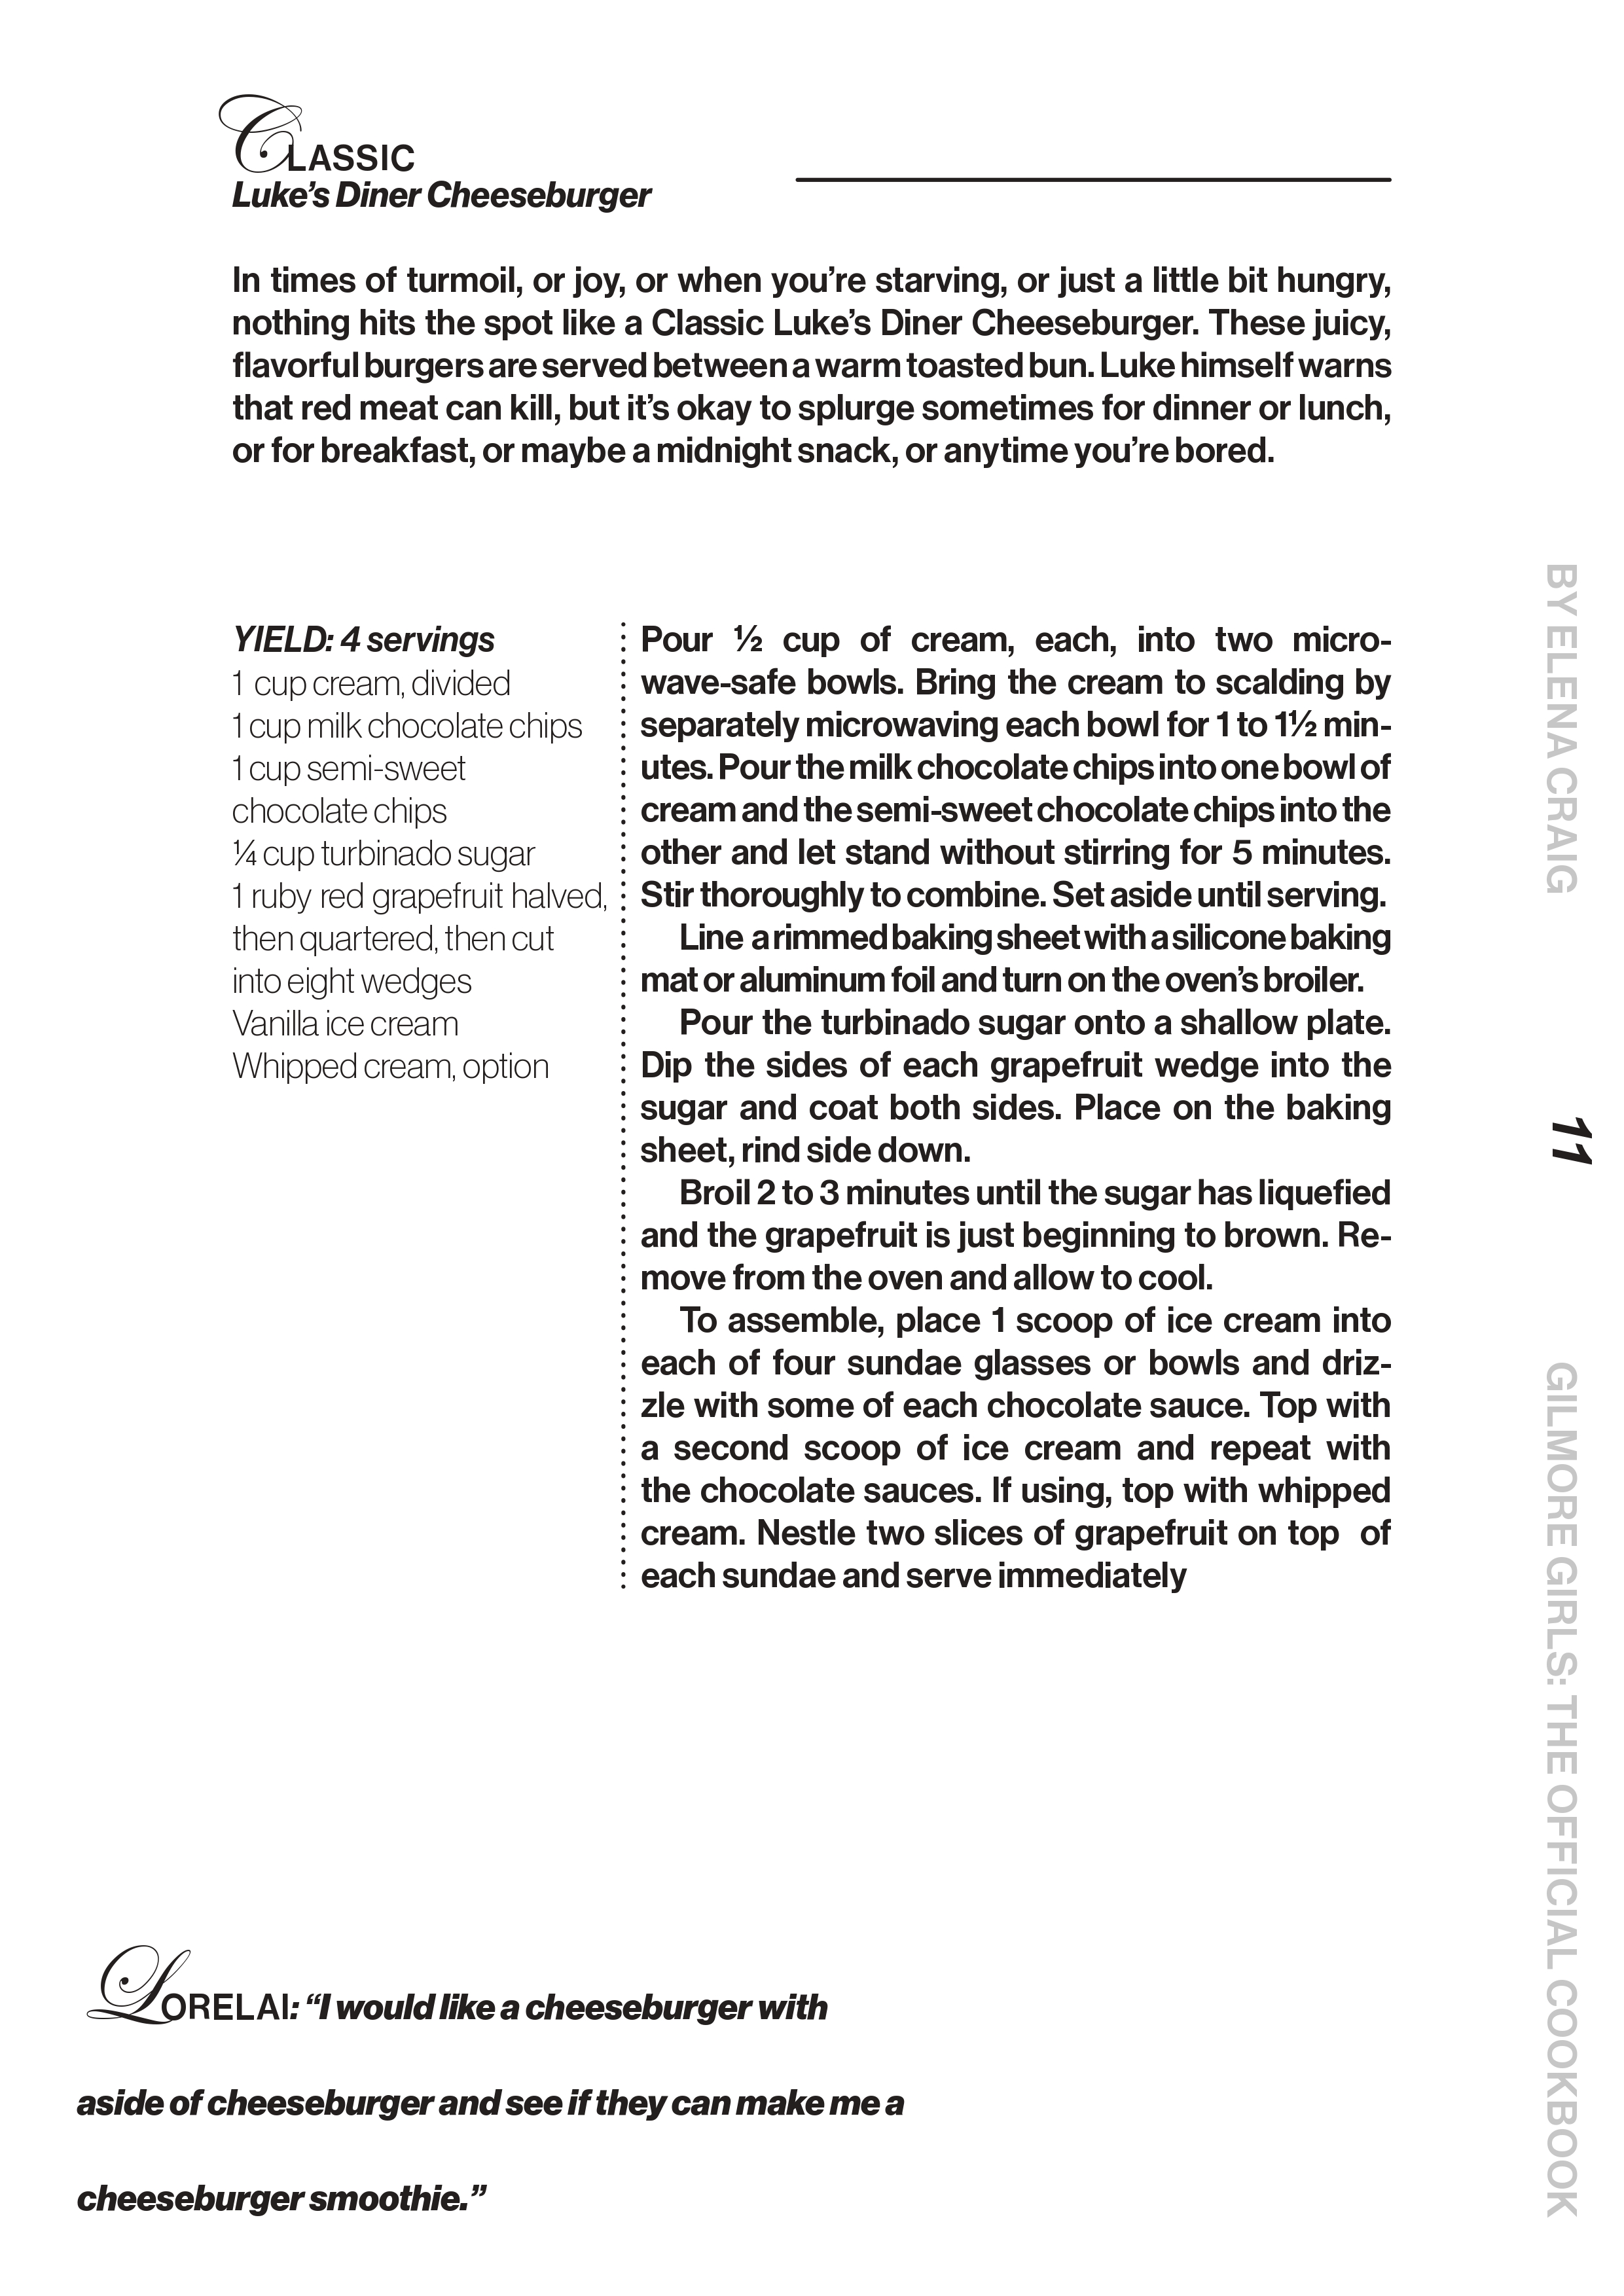 CLASSIC
Luke’s Diner Cheeseburger
In times of turmoil, or joy, or when you’re starving, or just a little bit hungry,
nothing hits the spot like a Classic Luke’s Diner Cheeseburger. These juicy,
flavorful burgers are served between a warm toasted bun. Luke himself warns
that red meat can kill, but it’s okay to splurge sometimes for dinner or lunch,
or for breakfast, or maybe a midnight snack, or anytime you’re bored.
YIELD: 4 servings
1 cup cream, divided
1 cup milk chocolate chips
1 cup semi-sweet
chocolate chips
¼ cup turbinado sugar
1 ruby red grapefruit halved,
then quartered, then cut
into eight wedges
Vanilla ice cream
Whipped cream, option
Pour ½ cup of cream, each, into two micro-
wave-safe bowls. Bring the cream to scalding by
separately microwaving each bowl for 1 to 1½ min-
utes. Pour the milk chocolate chips into one bowl of
cream and the semi-sweet chocolate chips into the
other and let stand without stirring for 5 minutes.
Stir thoroughly to combine. Set aside until serving.
Line a rimmed baking sheet with a silicone baking
mat or aluminum foil and turn on the oven’s broiler.
Pour the turbinado sugar onto a shallow plate.
Dip the sides of each grapefruit wedge into the
sugar and coat both sides. Place on the baking
sheet, rind side down.
Broil 2 to 3 minutes until the sugar has liquefied
and the grapefruit is just beginning to brown. Re-
move from the oven and allow to cool.
To assemble, place 1 scoop of ice cream into
each of four sundae glasses or bowls and driz-
zle with some of each chocolate sauce. Top with
a second scoop of ice cream and repeat with
the chocolate sauces. If using, top with whipped
cream. Nestle two slices of grapefruit on top of
each sundae and serve immediately
LORELAI: “I would like a cheeseburger with
aside of cheeseburger and see if they can make me a
cheeseburger smoothie.”
BY ELENA CRAIG
11
GILMORE GIRLS: THE OFFICIAL COOKBOOK